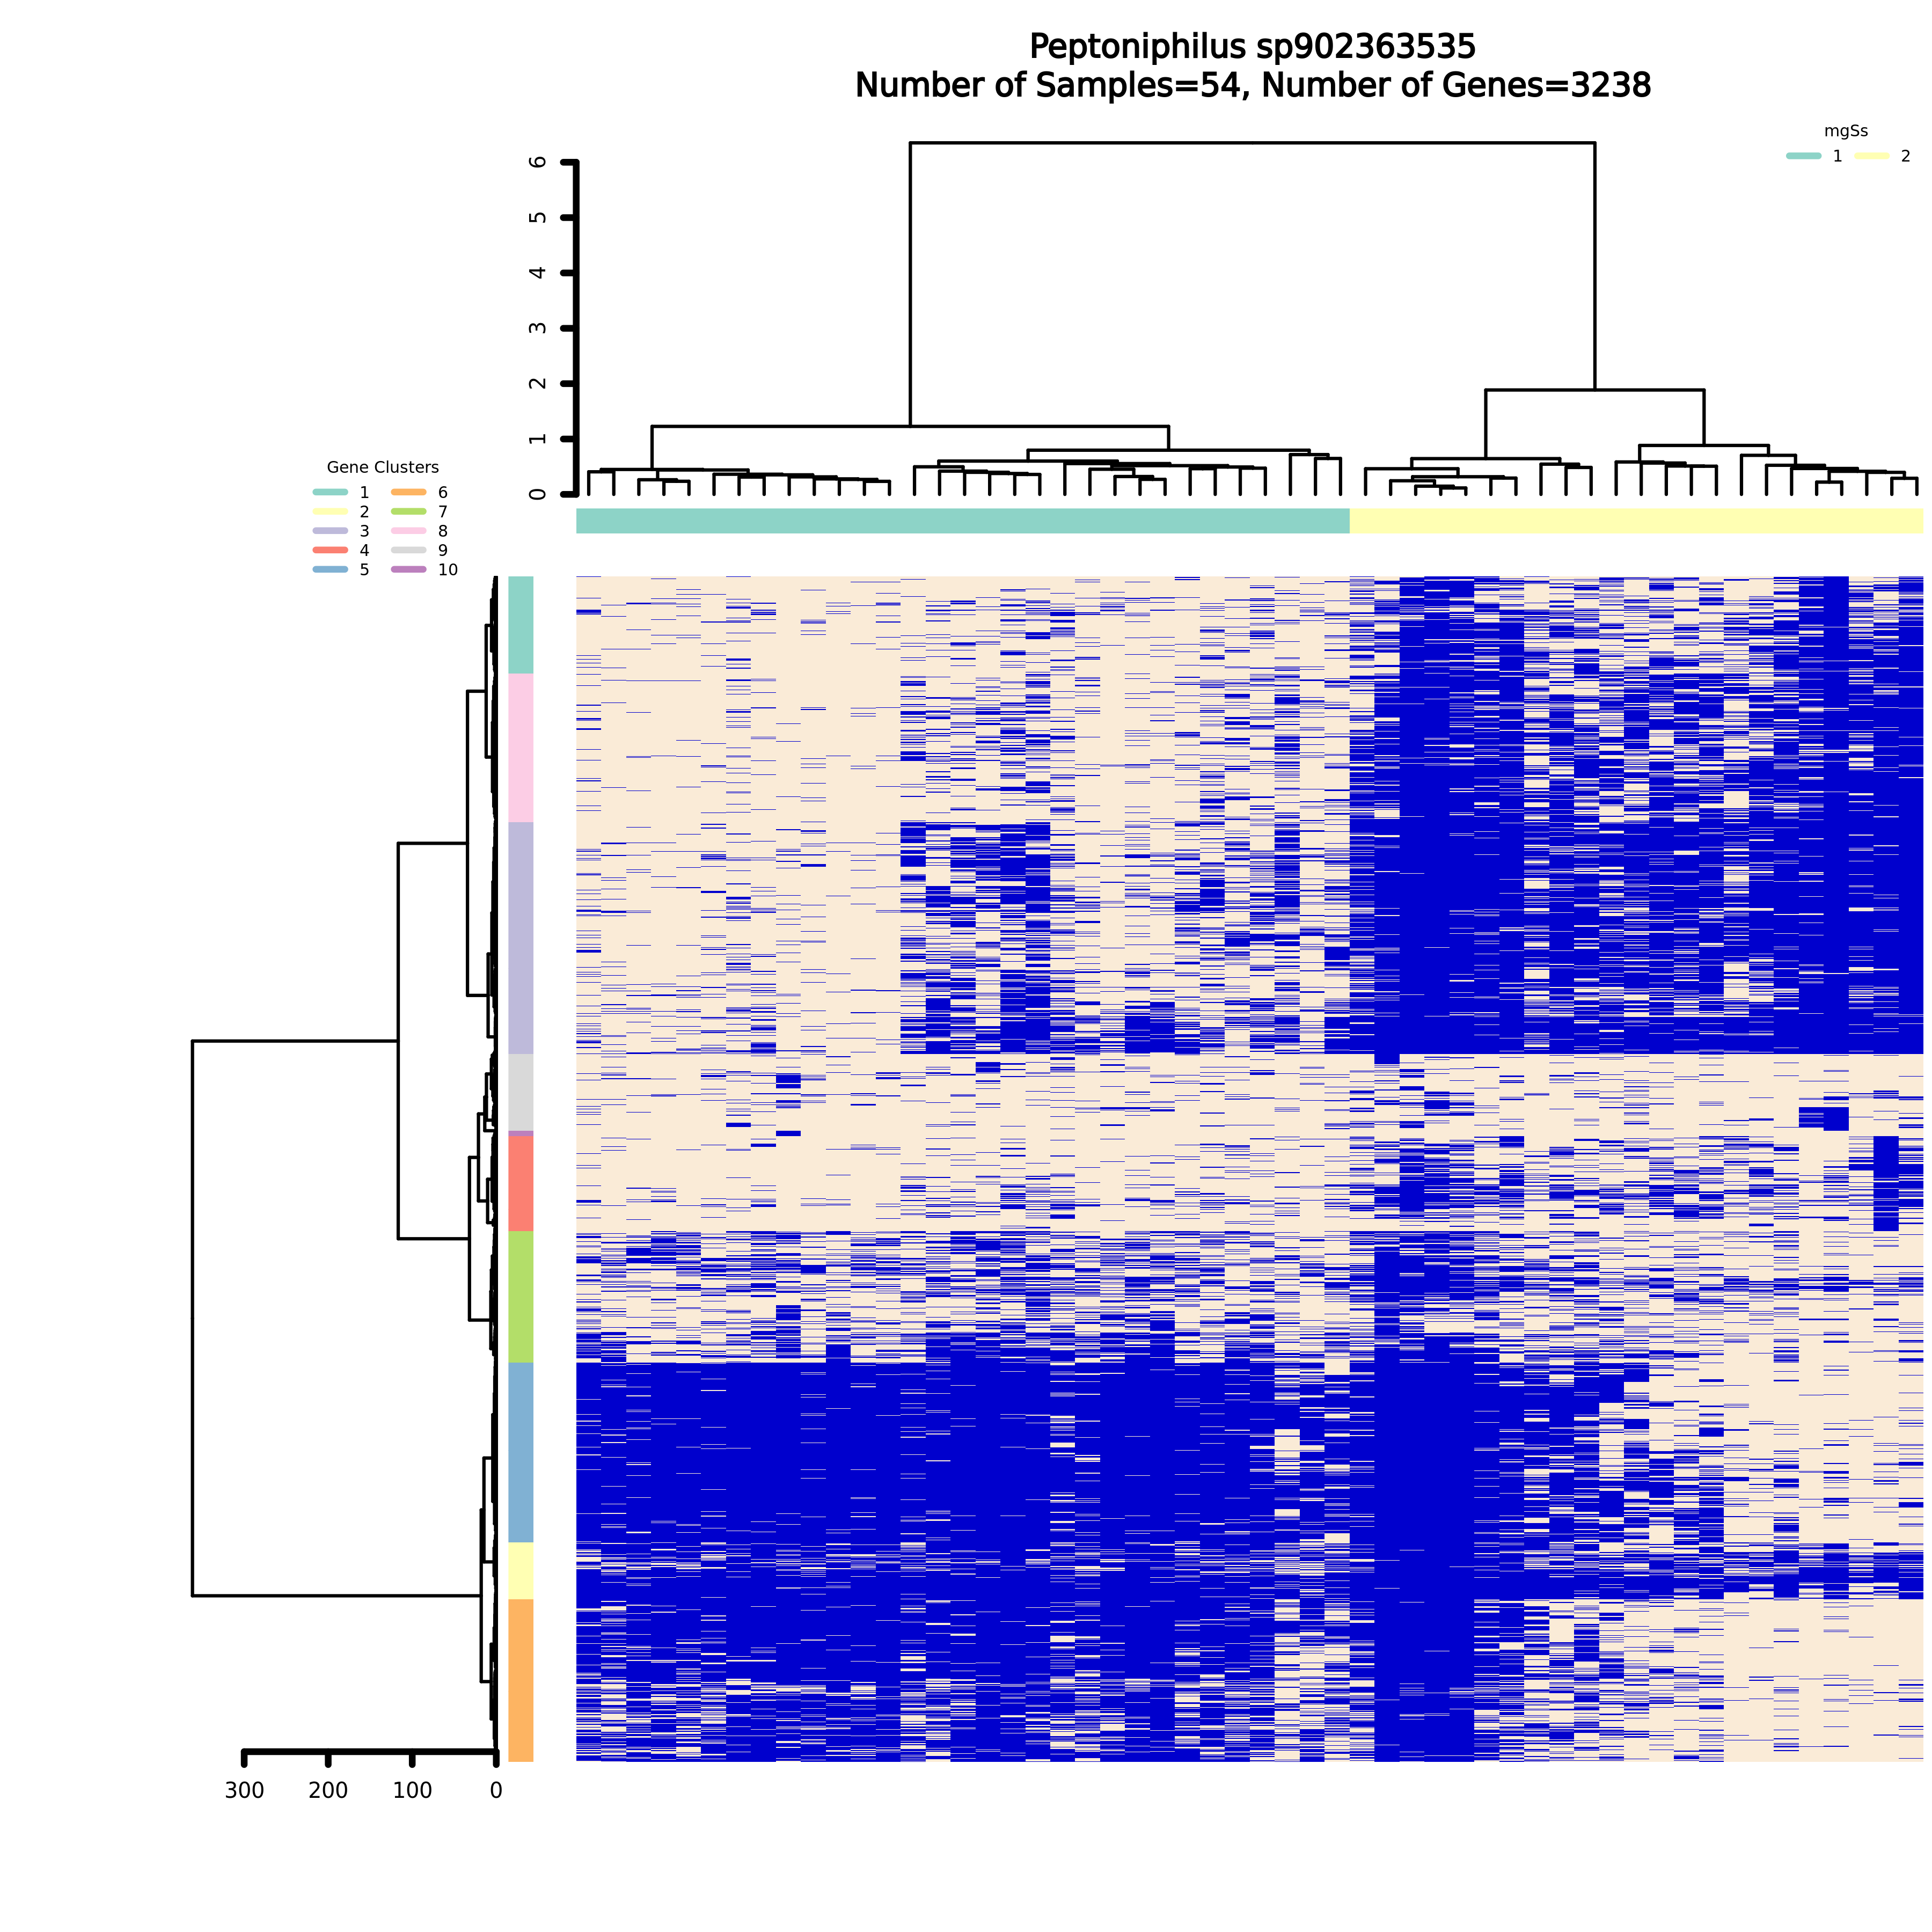 Peptoniphilus sp902363535
Number of Samples=54, Number of Genes=3238
mgSs
1 2
6
5
4
3
2
1
0
Gene Clusters
1 6
2 7
3 8
4 9
5 10
300 200 100 0